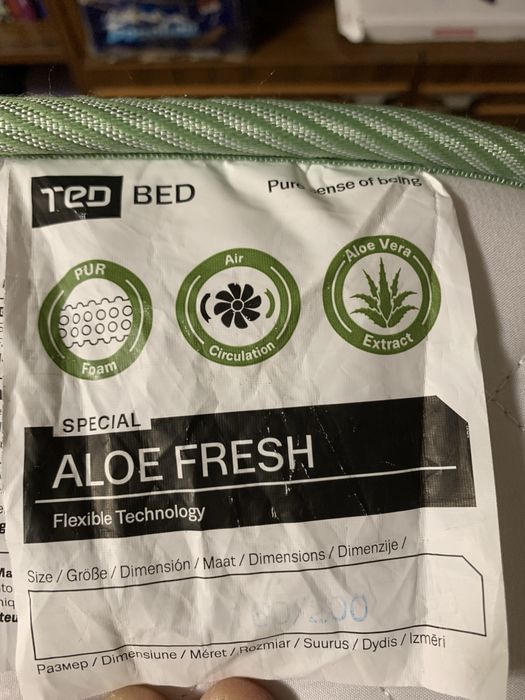 TED BED
Pure sense of being
PUR
Foam
Air
Circulation
Aloe Vera
Extract
SPECIAL
ALOE FRESH
Flexible Technology
Size / Größe / Dimensión / Maat / Dimensions / Dimenzije /
Размер / Dimensiune / Méret / Rozmiar / Suurus / Dydis / Izmēri